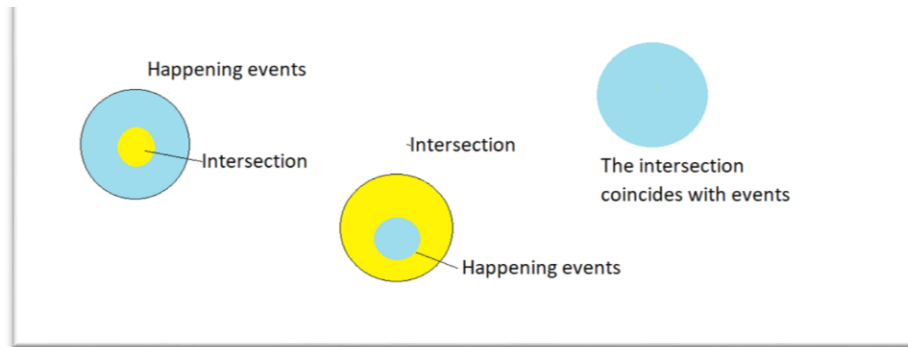 Happening events
Intersection
Intersection
Happening events
The intersection
coincides with events